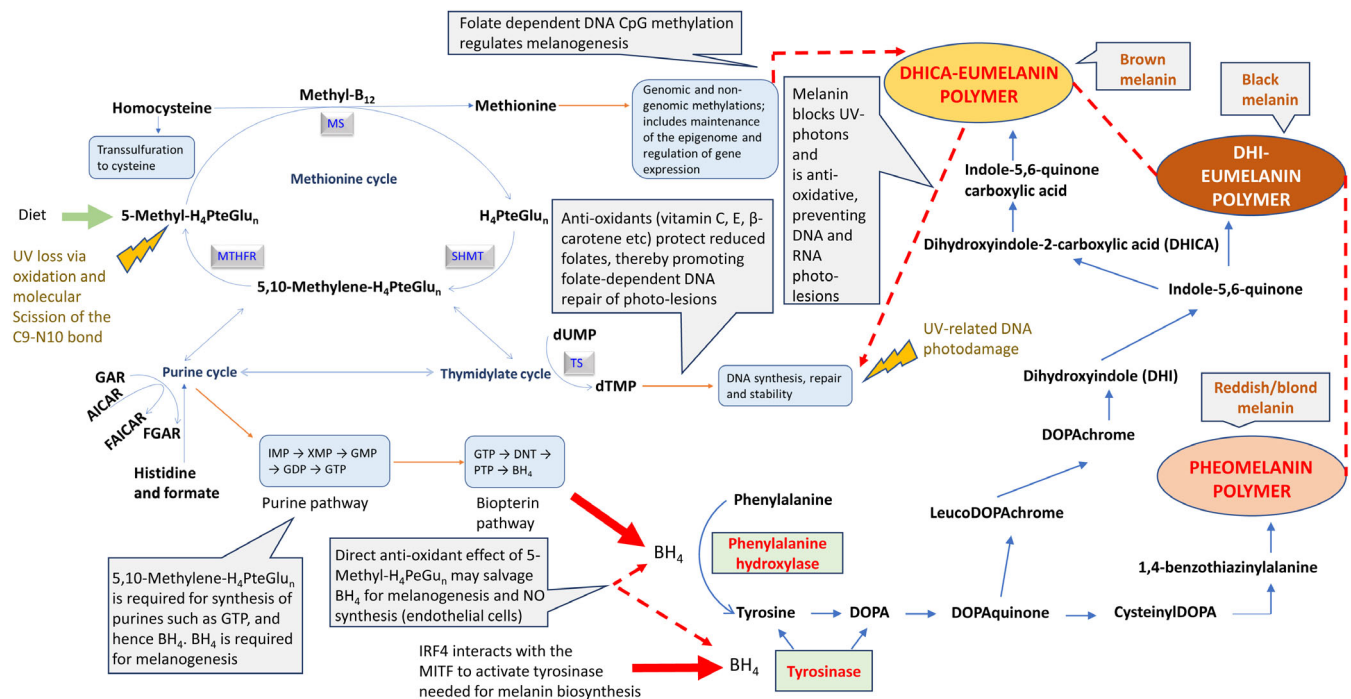 Folate dependent DNA CpG methylation
regulates melanogenesis
DHICA-EUMELANIN
POLYMER
Brown
melanin
Black
melanin
DHI-
EUMELANIN
POLYMER
Homocysteine
Methyl-B₁₂
MS
Methionine
Genomic and non-
genomic methylations;
includes maintenance
of the epigenome and
regulation of gene
expression
Melanin
blocks UV-
photons
and
is anti-
oxidative,
preventing
DNA and
RNA
photo-
lesions
Transsulfuration
to cysteine
Methionine cycle
Indole-5,6-quinone
carboxylic acid
Diet
5-Methyl-H₄PteGluₙ
H₄PteGluₙ
Anti-oxidants (vitamin C, E, β-
carotene etc) protect reduced
folates, thereby promoting
folate-dependent DNA
repair of photo-lesions
Dihydroxyindole-2-carboxylic acid (DHICA)
UV loss via
oxidation and
molecular
Scission of the
C9-N10 bond
MTHFR
SHMT
5,10-Methylene-H₄PteGluₙ
Indole-5,6-quinone
dUMP
TS
dTMP
UV-related DNA
photodamage
Purine cycle
Thymidylate cycle
DNA synthesis, repair
and stability
Dihydroxyindole (DHI)
Reddish/blond
melanin
GAR
AICAR
FAICAR
FGAR
DOPAchrome
Histidine
and formate
IMP → XMP → GMP
→ GDP → GTP
Purine pathway
GTP → DNT →
PTP → BH₄
Biopterin
pathway
PHEOMELANIN
POLYMER
Phenylalanine
LeucoDOPAchrome
BH₄
Phenylalanine
hydroxylase
5,10-Methylene-H₄PteGluₙ
is required for synthesis of
purines such as GTP, and
hence BH₄. BH₄ is required
for melanogenesis
Direct anti-oxidant effect of 5-
Methyl-H₄PeGuₙ may salvage
BH₄ for melanogenesis and NO
synthesis (endothelial cells)
1,4-benzothiazinylalanine
Tyrosine
DOPA
DOPAquinone
CysteinylDOPA
IRF4 interacts with the
MITF to activate tyrosinase
needed for melanin biosynthesis
BH₄
Tyrosinase